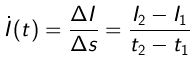 İ(t) = ΔI/Δs = (I₂ − I₁)/(t₂ − t₁)